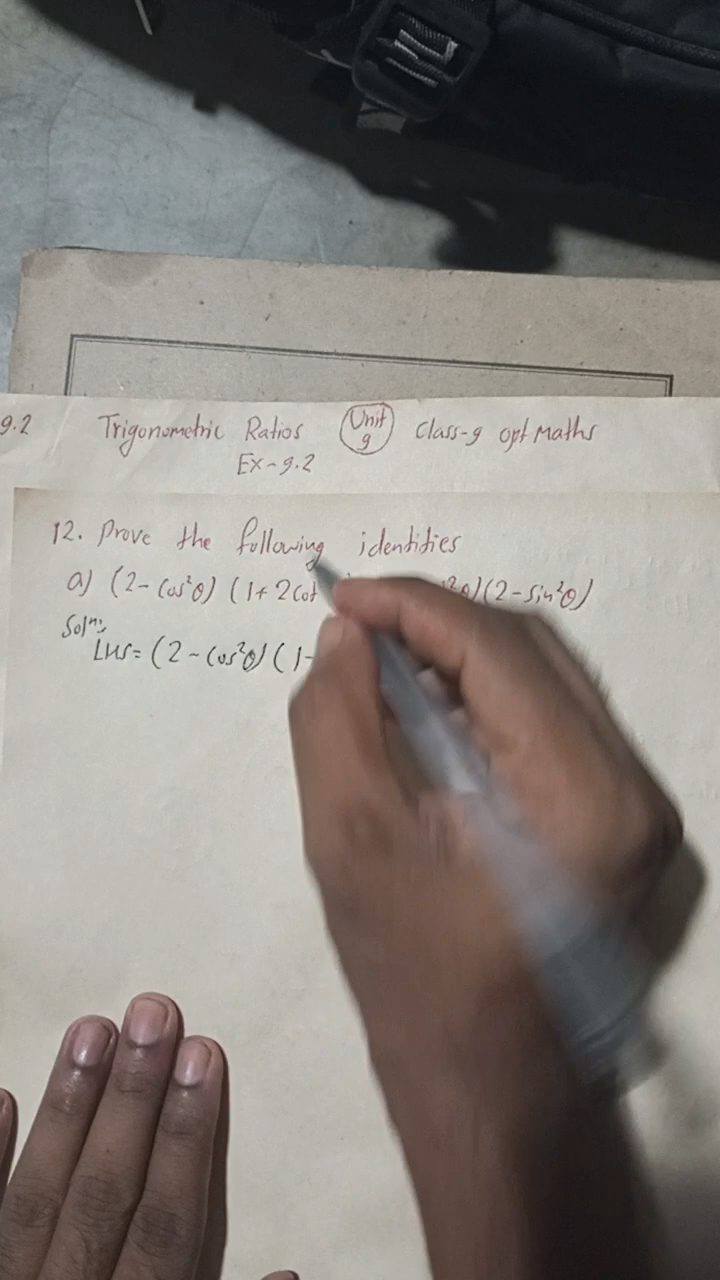 9.2 Trigonometric Ratios Unit 9 Class-9 opt Maths
Ex-9.2
12. Prove the following identities
a) (2-cos²θ) (1+2cot ²θ)(2-sin²θ)
Solⁿ:,
LHS= (2-cos²θ) (1-